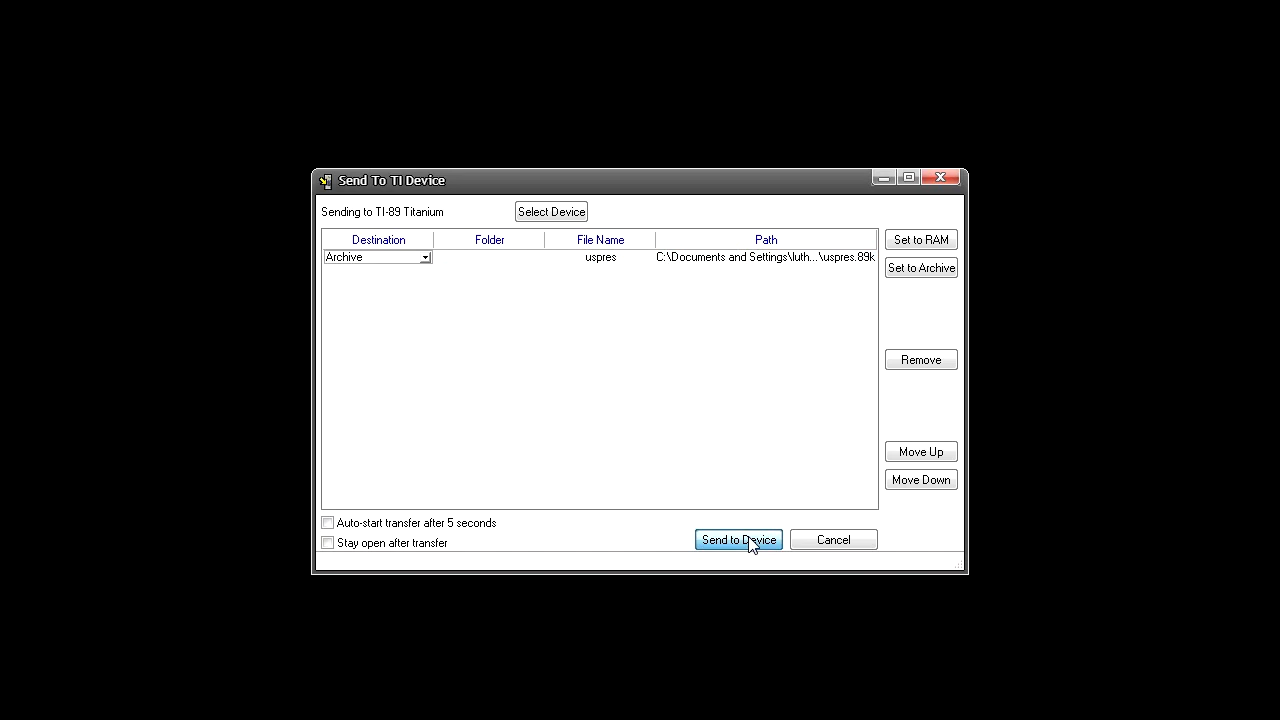 Send To TI Device
Sending to TI-89 Titanium
Select Device
Destination Folder File Name Path
Archive uspres C:\Documents and Settings\luth...\uspres.89k
Set to RAM
Set to Archive
Remove
Move Up
Move Down
Auto-start transfer after 5 seconds
Stay open after transfer
Send to Device
Cancel